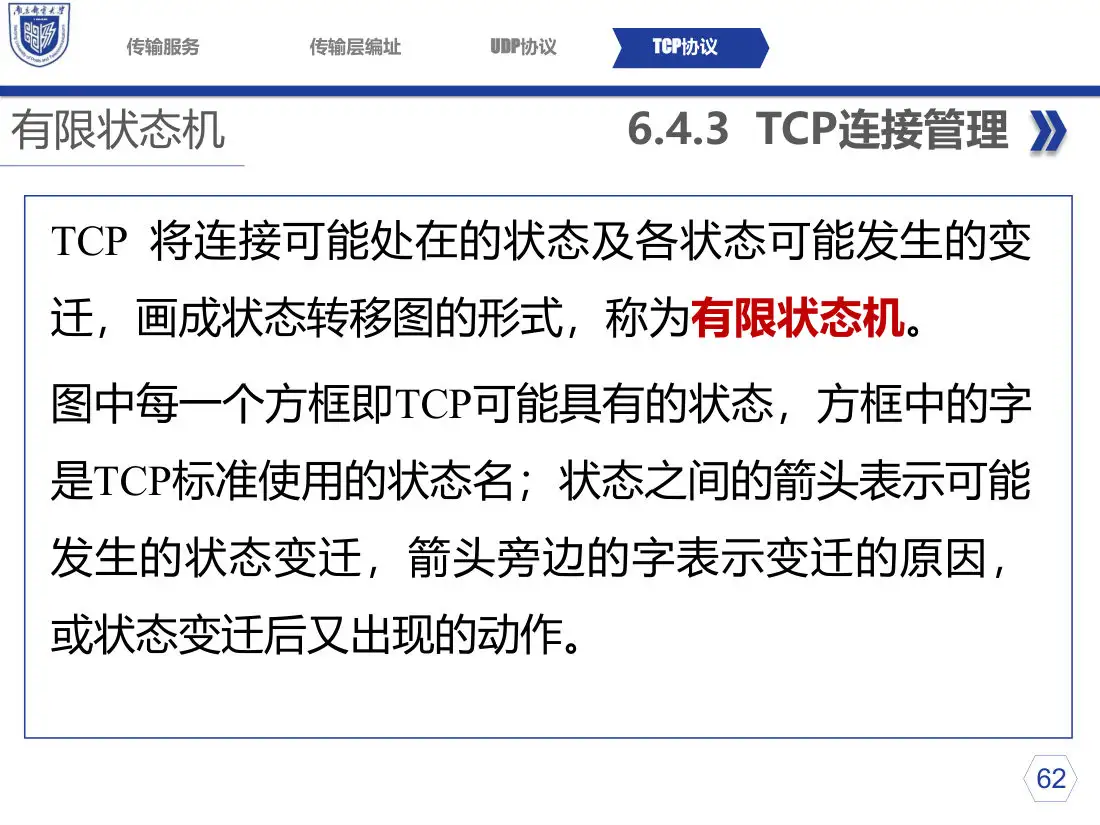 南京邮电大学
传输服务
传输层编址
UDP协议
TCP协议
有限状态机
6.4.3 TCP连接管理
TCP 将连接可能处在的状态及各状态可能发生的变
迁，画成状态转移图的形式，称为有限状态机。
图中每一个方框即TCP可能具有的状态，方框中的字
是TCP标准使用的状态名；状态之间的箭头表示可能
发生的状态变迁，箭头旁边的字表示变迁的原因，
或状态变迁后又出现的动作。
62